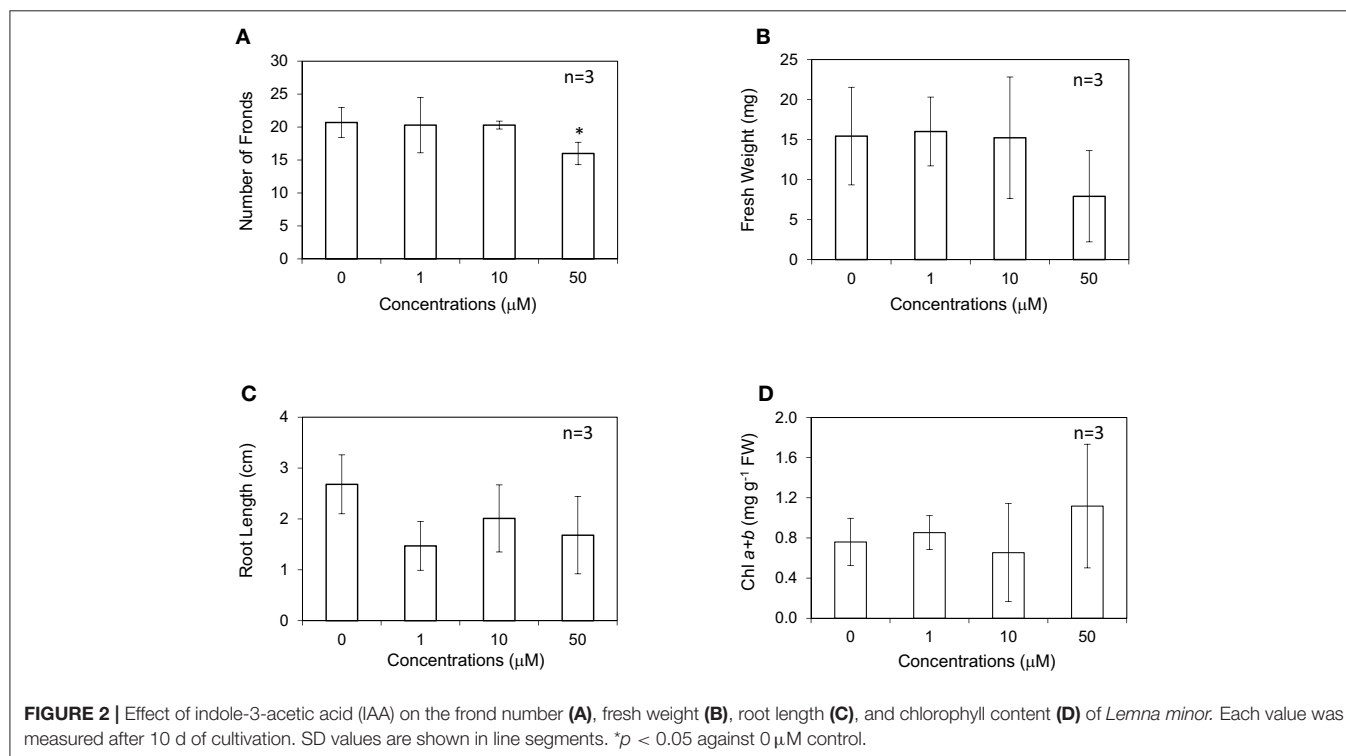 A
n=3
Number of Fronds
30
25
20
15
10
5
0
*
0 1 10 50
Concentrations (μM)
B
n=3
Fresh Weight (mg)
25
20
15
10
5
0
0 1 10 50
Concentrations (μM)
C
n=3
Root Length (cm)
4
3
2
1
0
0 1 10 50
Concentrations (μM)
D
n=3
Chl a+b (mg g-1 FW)
2.0
1.6
1.2
0.8
0.4
0.0
0 1 10 50
Concentrations (μM)
FIGURE 2 | Effect of indole-3-acetic acid (IAA) on the frond number (A), fresh weight (B), root length (C), and chlorophyll content (D) of Lemna minor. Each value was
measured after 10 d of cultivation. SD values are shown in line segments. *p < 0.05 against 0 μM control.